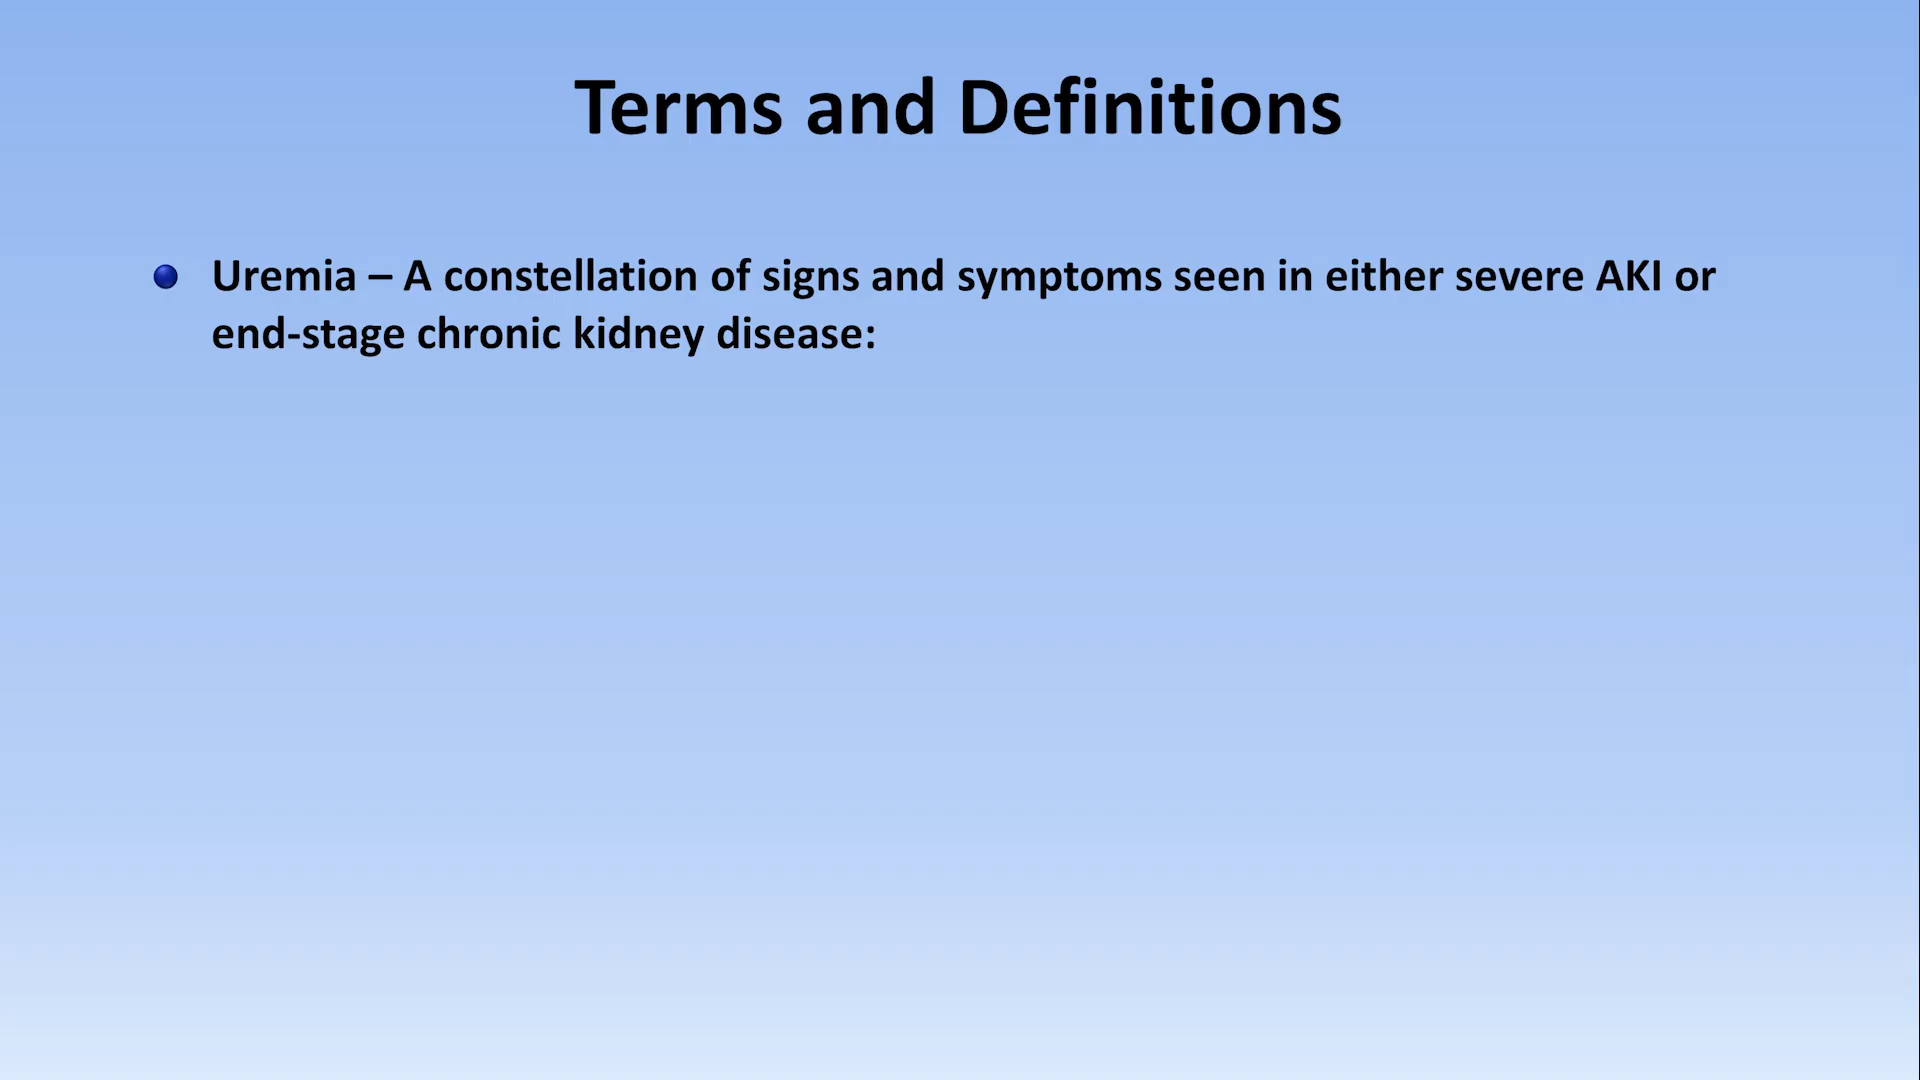 Terms and Definitions
Uremia – A constellation of signs and symptoms seen in either severe AKI or
end-stage chronic kidney disease: